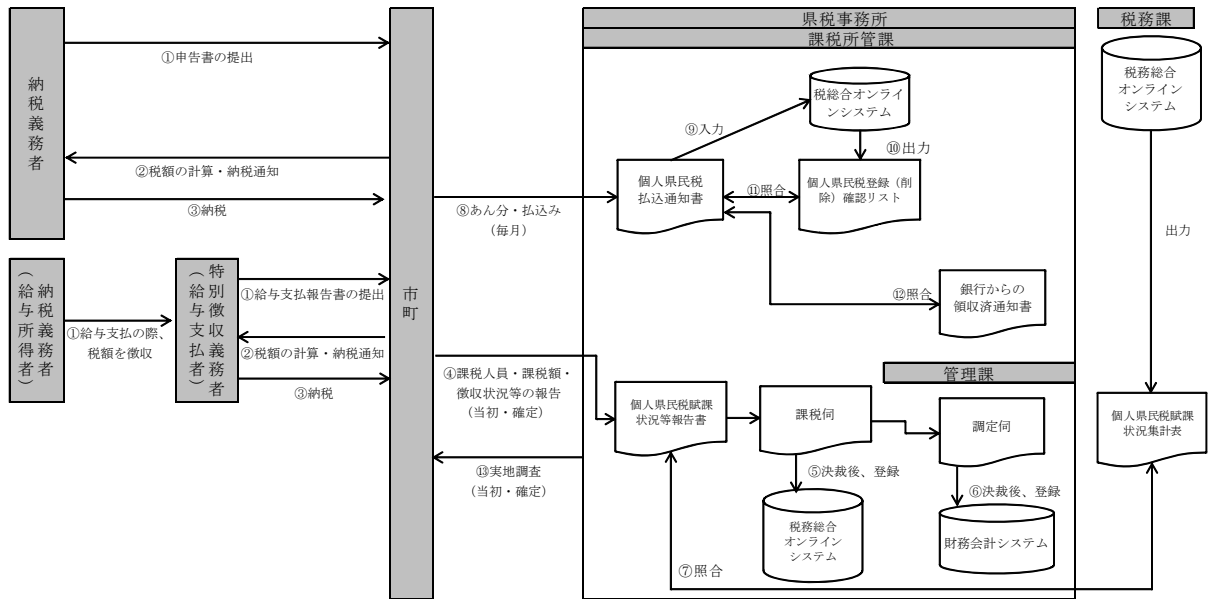 県税事務所
税務課
課税所管課
①申告書の提出
納税義務者
税務総合
オンライン
システム
税総合オンライ
ンシステム
⑨入力
②税額の計算・納税通知
⑩出力
③納税
個人県民税
払込通知書
⑪照合
個人県民税登録（削
除）確認リスト
⑧あん分・払込み
（毎月）
出力
納税義務者
（給与所得者）
特別徴収義務者
（給与支払者）
市町
①給与支払報告書の提出
⑫照合
銀行からの
領収済通知書
①給与支払の際、
税額を徴収
②税額の計算・納税通知
③納税
④課税人員・課税額・
徴収状況等の報告
（当初・確定）
管理課
個人県民税賦課
状況等報告書
課税伺
調定伺
個人県民税賦課
状況集計表
⑬実地調査
（当初・確定）
⑤決裁後、登録
⑥決裁後、登録
税務総合
オンライン
システム
財務会計システム
⑦照合